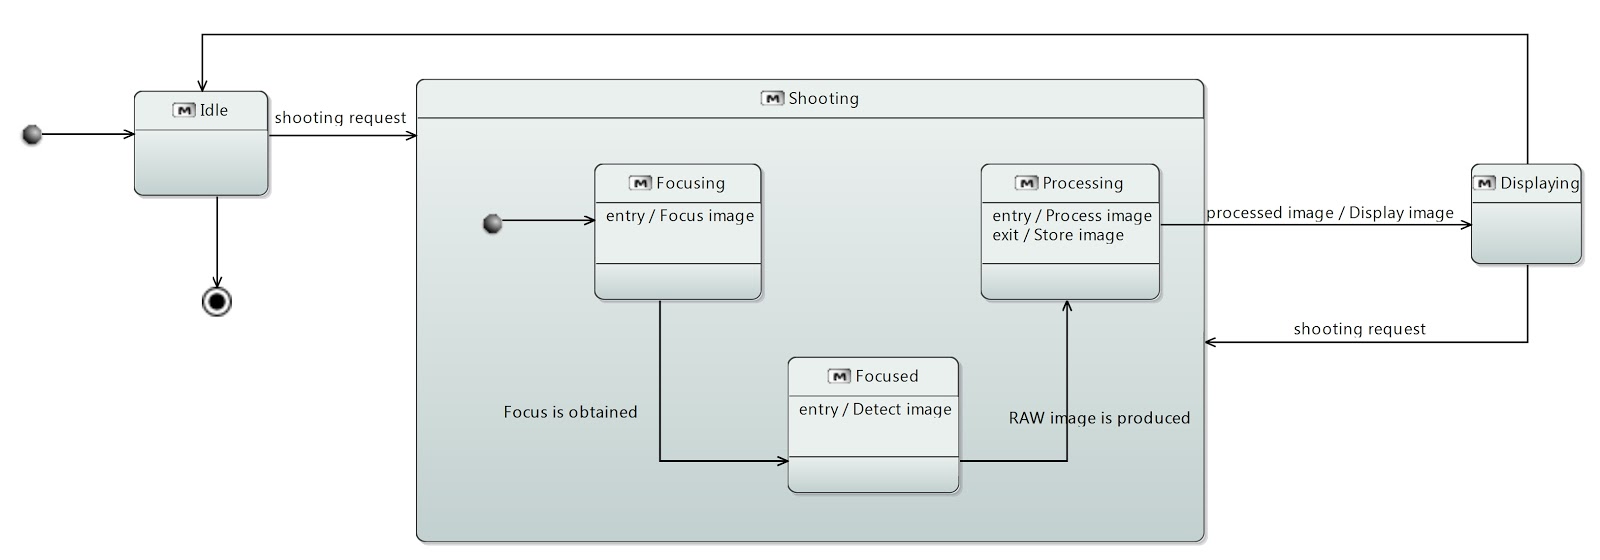 Idle
shooting request
Shooting
Focusing
entry / Focus image
Processing
entry / Process image
exit / Store image
processed image / Display image
Displaying
shooting request
Focused
entry / Detect image
Focus is obtained
RAW image is produced